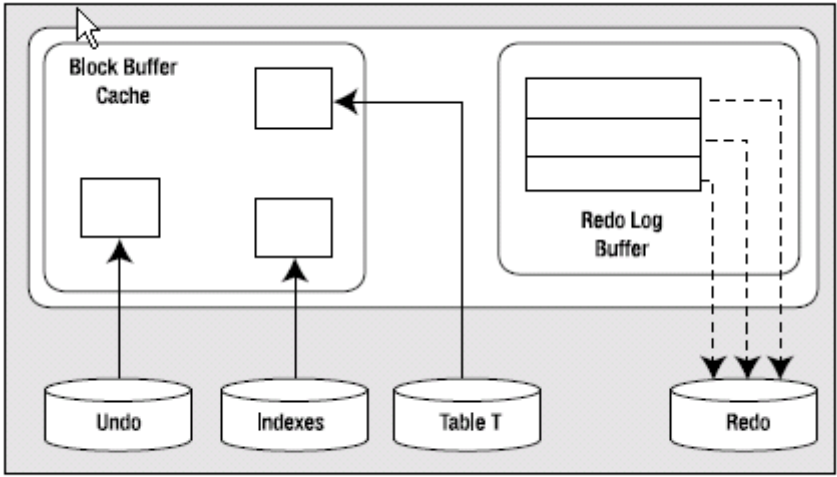 Block Buffer
Cache
Redo Log
Buffer
Undo
Indexes
Table T
Redo